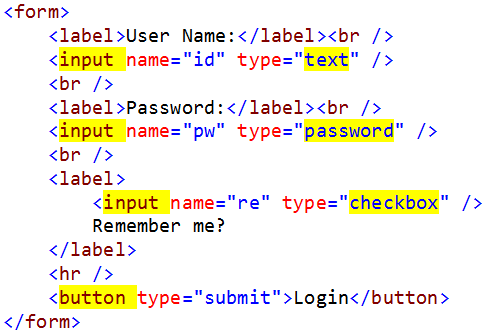 <form>
<label>User Name:</label><br />
<input name="id" type="text" />
<br />
<label>Password:</label><br />
<input name="pw" type="password" />
<br />
<label>
<input name="re" type="checkbox" />
Remember me?
</label>
<hr />
<button type="submit">Login</button>
</form>